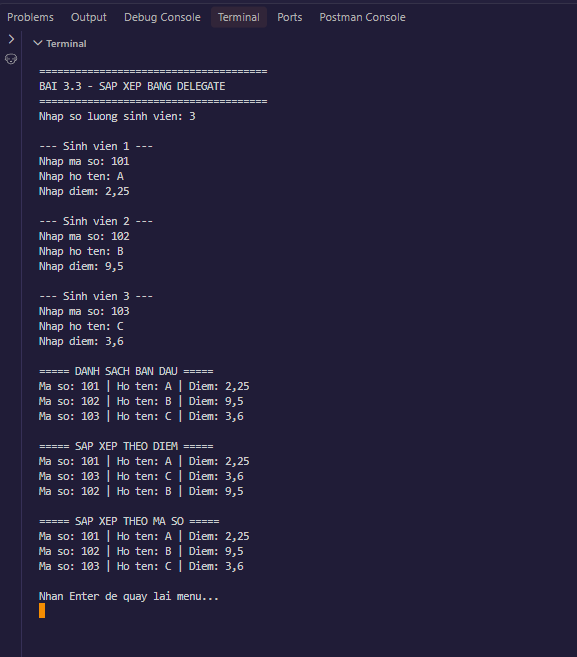 Problems Output Debug Console Terminal Ports Postman Console
Terminal
======================================
BAI 3.3 - SAP XEP BANG DELEGATE
======================================
Nhap so luong sinh vien: 3
--- Sinh vien 1 ---
Nhap ma so: 101
Nhap ho ten: A
Nhap diem: 2,25
--- Sinh vien 2 ---
Nhap ma so: 102
Nhap ho ten: B
Nhap diem: 9,5
--- Sinh vien 3 ---
Nhap ma so: 103
Nhap ho ten: C
Nhap diem: 3,6
===== DANH SACH BAN DAU =====
Ma so: 101 | Ho ten: A | Diem: 2,25
Ma so: 102 | Ho ten: B | Diem: 9,5
Ma so: 103 | Ho ten: C | Diem: 3,6
===== SAP XEP THEO DIEM =====
Ma so: 101 | Ho ten: A | Diem: 2,25
Ma so: 103 | Ho ten: C | Diem: 3,6
Ma so: 102 | Ho ten: B | Diem: 9,5
===== SAP XEP THEO MA SO =====
Ma so: 101 | Ho ten: A | Diem: 2,25
Ma so: 102 | Ho ten: B | Diem: 9,5
Ma so: 103 | Ho ten: C | Diem: 3,6
Nhan Enter de quay lai menu...